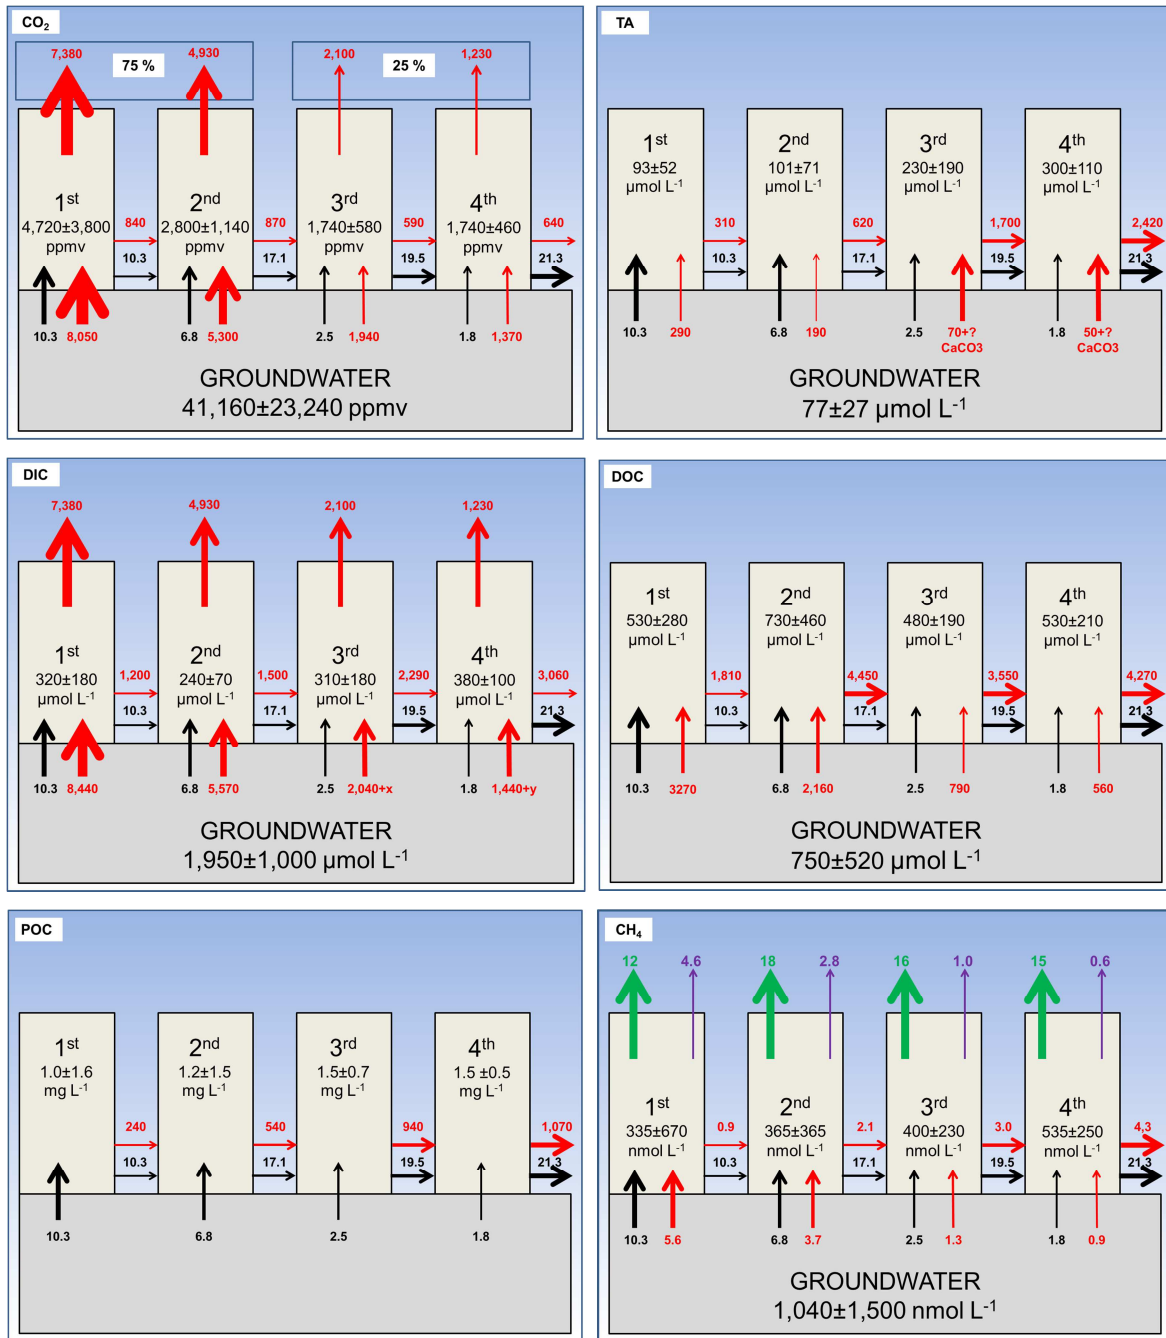 CO₂
7,380
75 %
4,930
2,100
25 %
1,230
1st
4,720±3,800
ppmv
840
10.3
2nd
2,800±1,140
ppmv
870
17.1
3rd
1,740±580
ppmv
590
19.5
4th
1,740±460
ppmv
640
21.3
10.3
8,050
6.8
5,300
2.5
1,940
1.8
1,370
GROUNDWATER
41,160±23,240 ppmv
TA
1st
93±52
µmol L⁻¹
310
10.3
2nd
101±71
µmol L⁻¹
620
17.1
3rd
230±190
µmol L⁻¹
1,700
19.5
4th
300±110
µmol L⁻¹
2,420
21.3
10.3
290
6.8
190
2.5
70+?
CaCO3
1.8
50+?
CaCO3
GROUNDWATER
77±27 µmol L⁻¹
DIC
7,380
4,930
2,100
1,230
1st
320±180
µmol L⁻¹
1,200
10.3
2nd
240±70
µmol L⁻¹
1,500
17.1
3rd
310±180
µmol L⁻¹
2,290
19.5
4th
380±100
µmol L⁻¹
3,060
21.3
10.3
8,440
6.8
5,570
2.5
2,040+x
1.8
1,440+y
GROUNDWATER
1,950±1,000 µmol L⁻¹
DOC
1st
530±280
µmol L⁻¹
1,810
10.3
2nd
730±460
µmol L⁻¹
4,450
17.1
3rd
480±190
µmol L⁻¹
3,550
19.5
4th
530±210
µmol L⁻¹
4,270
21.3
10.3
3270
6.8
2,160
2.5
790
1.8
560
GROUNDWATER
750±520 µmol L⁻¹
POC
1st
1.0±1.6
mg L⁻¹
240
10.3
2nd
1.2±1.5
mg L⁻¹
540
17.1
3rd
1.5±0.7
mg L⁻¹
940
19.5
4th
1.5 ±0.5
mg L⁻¹
1,070
21.3
10.3
6.8
2.5
1.8
CH₄
12
4.6
18
2.8
16
1.0
15
0.6
1st
335±670
nmol L⁻¹
0.9
10.3
2nd
365±365
nmol L⁻¹
2.1
17.1
3rd
400±230
nmol L⁻¹
3.0
19.5
4th
535±250
nmol L⁻¹
4,3
21.3
10.3
5.6
6.8
3.7
2.5
1.3
1.8
0.9
GROUNDWATER
1,040±1,500 nmol L⁻¹